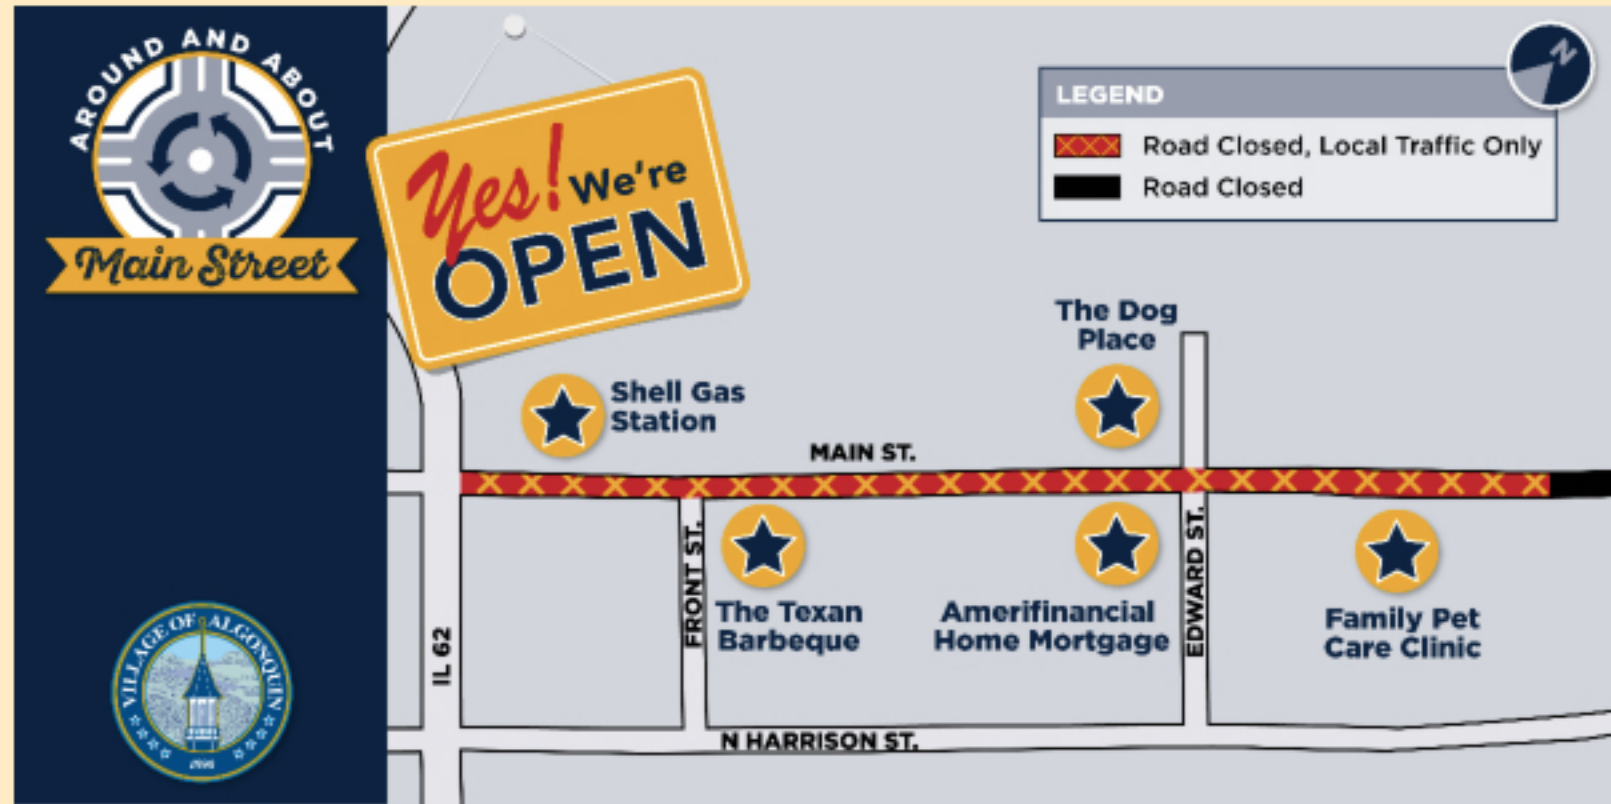 AROUND AND ABOUT
Main Street
Yes! We're
OPEN
N
LEGEND
Road Closed, Local Traffic Only
Road Closed
The Dog
Place
Shell Gas
Station
MAIN ST.
FRONT ST.
EDWARD ST.
IL 62
The Texan
Barbeque
Amerifinancial
Home Mortgage
Family Pet
Care Clinic
N HARRISON ST.
VILLAGE OF ALGONQUIN